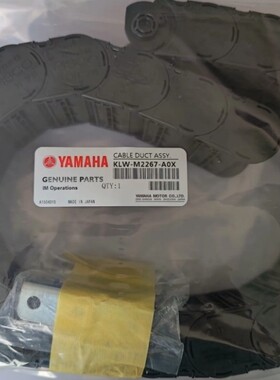 YAMAHA
CABLE DUCT ASSY.
KLW-M2267-A0X
GENUINE PARTS
IM Operations
QTY:1
MADE IN JAPAN
YAMAHA MOTOR CO.,LTD.